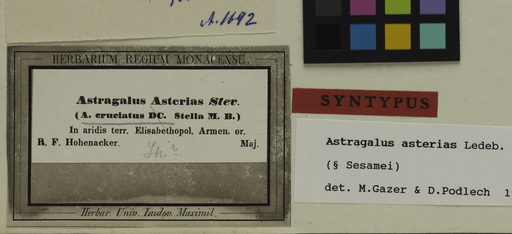 A. 1692
HERBARIUM REGIUM MONACENSE.
Astragalus Asterias Stev.
(A. cruciatus DC. Stella M. B.)
In aridis terr. Elisabethopol. Armen. or.
R. F. Hohenacker. Maj.
Herbar. Univ. Ludov. Maximil.
SYNTYPUS
Astragalus asterias Ledeb.
(§ Sesamei)
det. M.Gazer & D.Podlech 1